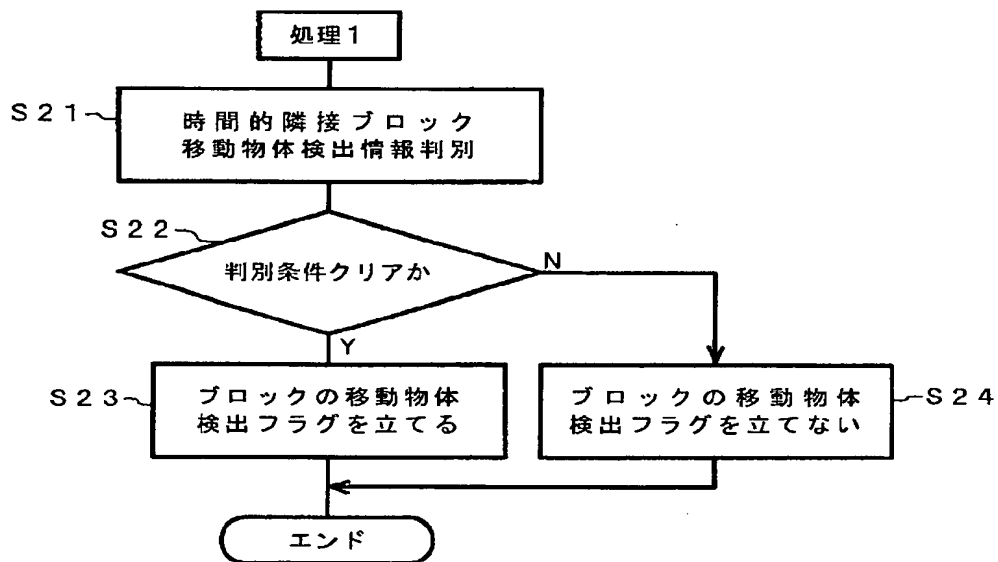 処理1
S21
時間的隣接ブロック
移動物体検出情報判別
S22
判別条件クリアか
N
Y
S23
ブロックの移動物体
検出フラグを立てる
ブロックの移動物体
検出フラグを立てない
S24
エンド